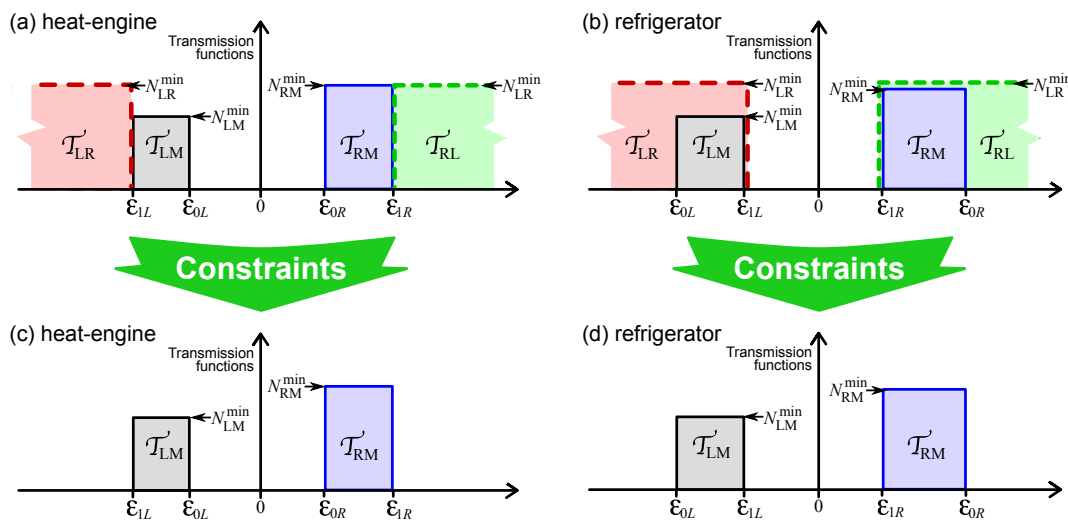 (a) heat-engine
Transmission
functions
N_LR^min
N_RM^min
N_LR^min
N_LM^min
𝒯_LR
𝒯_LM
𝒯_RM
𝒯_RL
ε_1L
ε_0L
0
ε_0R
ε_1R
(b) refrigerator
Transmission
functions
N_LR^min
N_RM^min
N_LR^min
N_LM^min
𝒯_LR
𝒯_LM
𝒯_RM
𝒯_RL
ε_0L
ε_1L
0
ε_1R
ε_0R
Constraints
Constraints
(c) heat-engine
Transmission
functions
N_RM^min
N_LM^min
𝒯_LM
𝒯_RM
ε_1L
ε_0L
0
ε_0R
ε_1R
(d) refrigerator
Transmission
functions
N_RM^min
N_LM^min
𝒯_LM
𝒯_RM
ε_0L
ε_1L
0
ε_1R
ε_0R